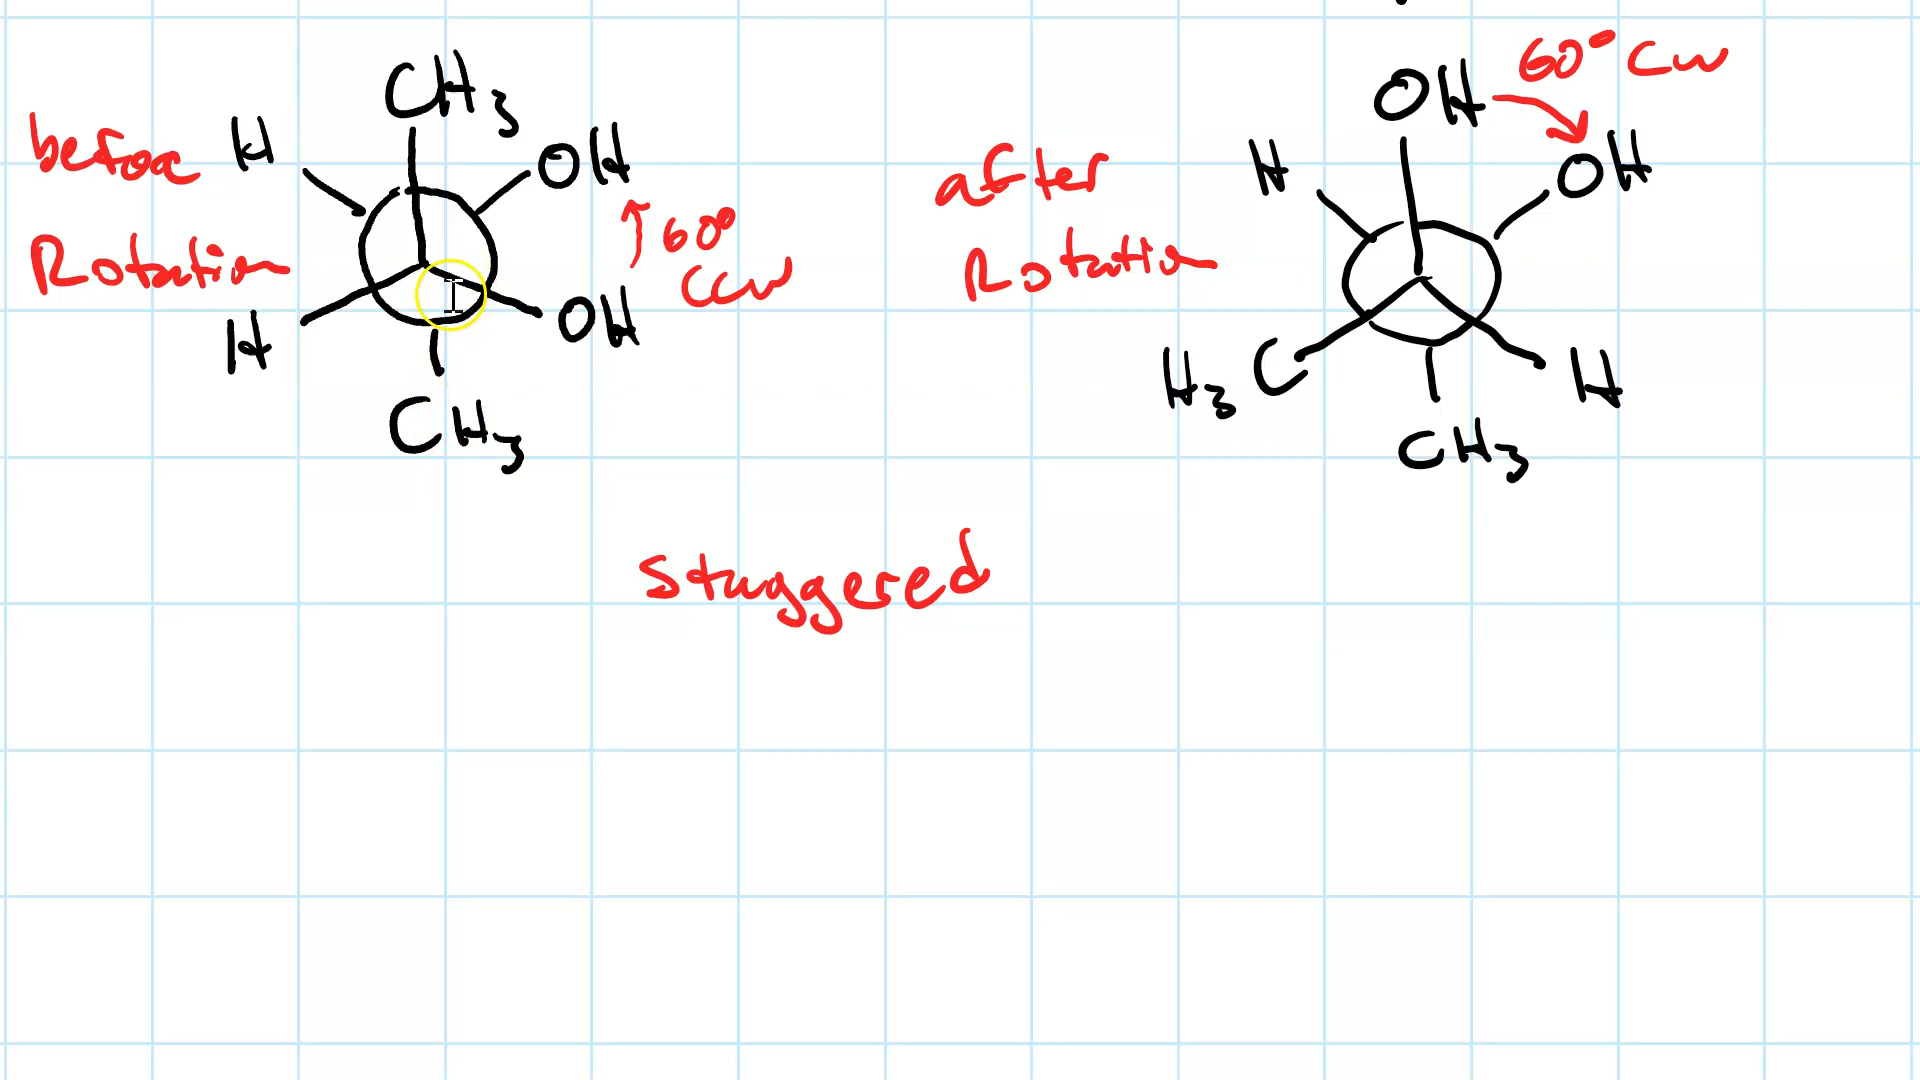 before
Rotation
CH3
H
OH
60°
CCW
H
OH
CH3
after
Rotation
OH
60° CW
H
OH
H3C
H
CH3
Staggered